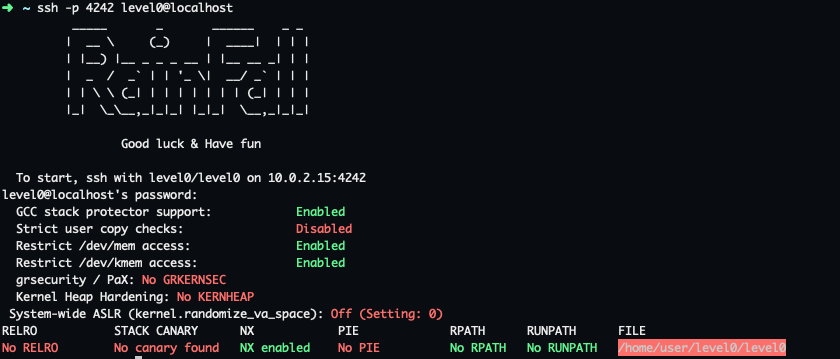 ➜ ~ ssh -p 4242 level0@localhost
RainFall
Good luck & Have fun
To start, ssh with level0/level0 on 10.0.2.15:4242
level0@localhost's password:
GCC stack protector support: Enabled
Strict user copy checks: Disabled
Restrict /dev/mem access: Enabled
Restrict /dev/kmem access: Enabled
grsecurity / PaX: No GRKERNSEC
Kernel Heap Hardening: No KERNHEAP
System-wide ASLR (kernel.randomize_va_space): Off (Setting: 0)
RELRO STACK CANARY NX PIE RPATH RUNPATH FILE
No RELRO No canary found NX enabled No PIE No RPATH No RUNPATH /home/user/level0/level0